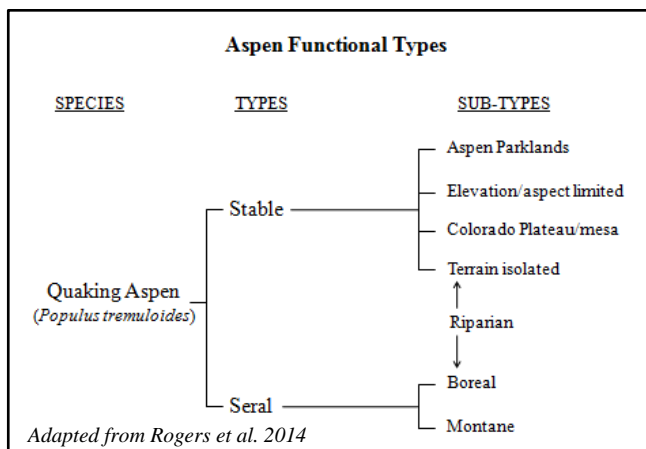 Aspen Functional Types
SPECIES TYPES SUB-TYPES
Aspen Parklands
Elevation/aspect limited
Stable
Colorado Plateau/mesa
Terrain isolated
Quaking Aspen
(Populus tremuloides)
Riparian
Boreal
Seral
Montane
Adapted from Rogers et al. 2014